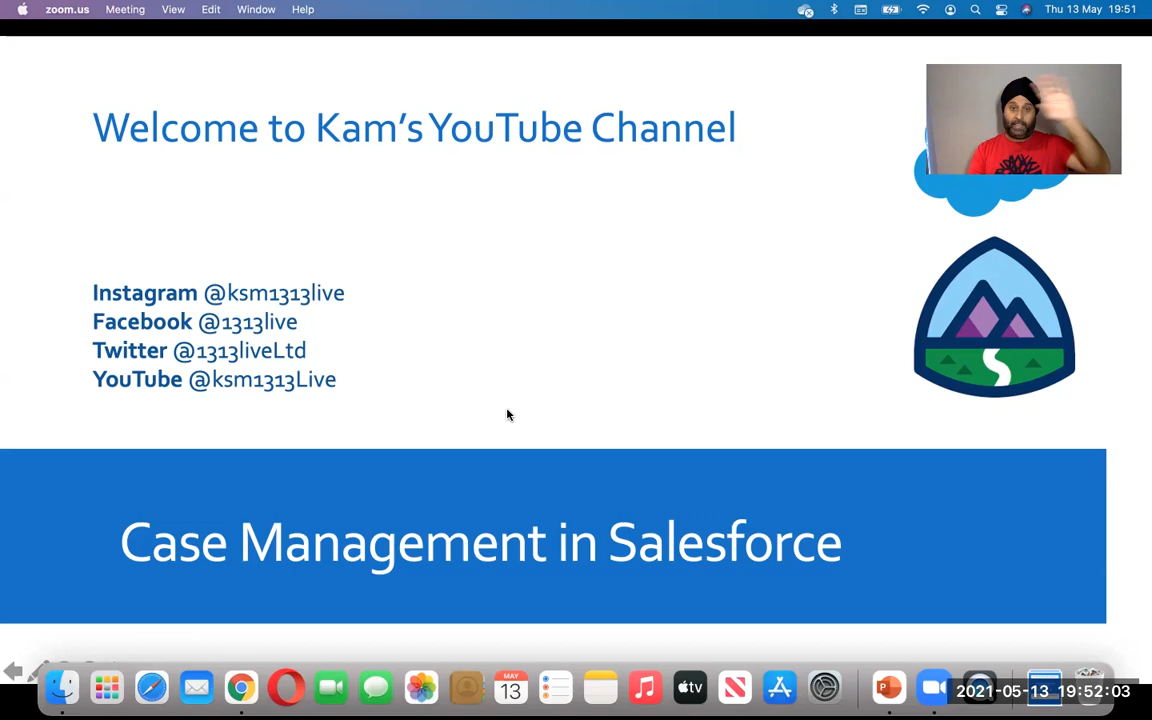 zoom.us Meeting View Edit Window Help Thu 13 May 19:51
Welcome to Kam's YouTube Channel
Instagram @ksm1313live
Facebook @1313live
Twitter @1313liveLtd
YouTube @ksm1313Live
Case Management in Salesforce
MAY
13
tv
2021-05-13 19:52:03